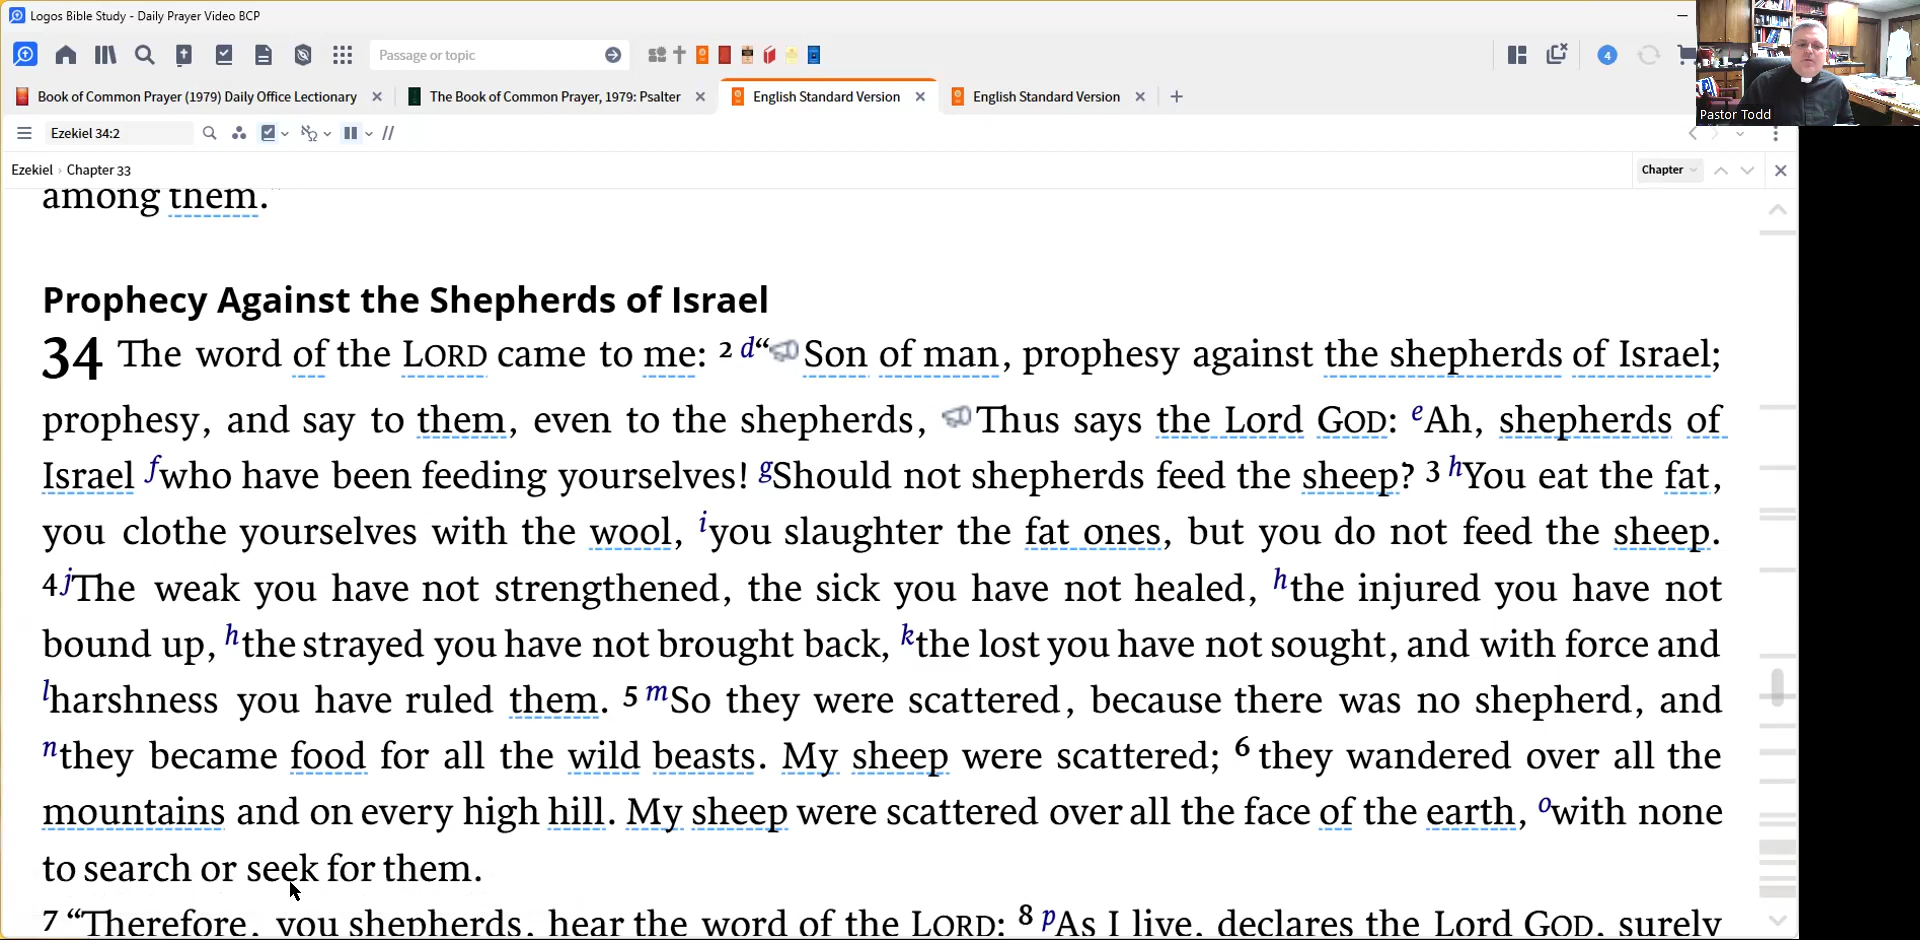 Logos Bible Study - Daily Prayer Video BCP
Passage or topic
4
Book of Common Prayer (1979) Daily Office Lectionary
The Book of Common Prayer, 1979: Psalter
English Standard Version
English Standard Version
Pastor Todd
Ezekiel 34:2
Ezekiel › Chapter 33
Chapter
among them.”
Prophecy Against the Shepherds of Israel
34 The word of the LORD came to me: 2 d“Son of man, prophesy against the shepherds of Israel;
prophesy, and say to them, even to the shepherds, Thus says the Lord GOD: eAh, shepherds of
Israel fwho have been feeding yourselves! gShould not shepherds feed the sheep? 3 hYou eat the fat,
you clothe yourselves with the wool, iyou slaughter the fat ones, but you do not feed the sheep.
4 jThe weak you have not strengthened, the sick you have not healed, hthe injured you have not
bound up, hthe strayed you have not brought back, kthe lost you have not sought, and with force and
lharshness you have ruled them. 5 mSo they were scattered, because there was no shepherd, and
nthey became food for all the wild beasts. My sheep were scattered; 6 they wandered over all the
mountains and on every high hill. My sheep were scattered over all the face of the earth, owith none
to search or seek for them.
7 “Therefore, you shepherds, hear the word of the LORD: 8 pAs I live, declares the Lord GOD, surely